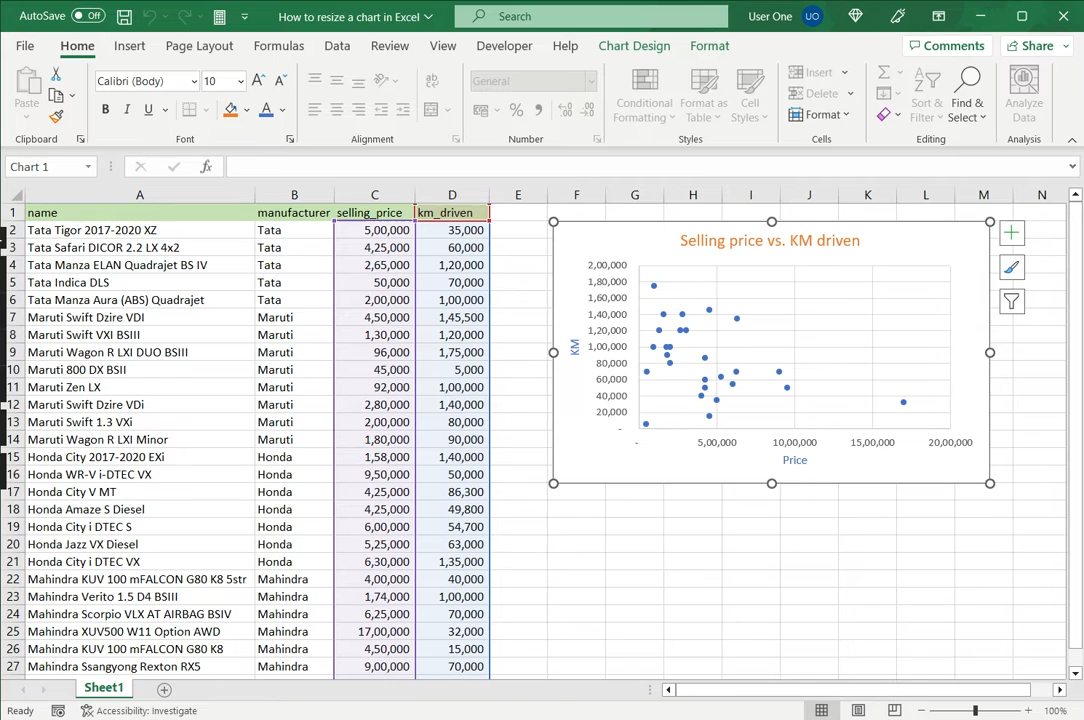 AutoSave Off How to resize a chart in Excel Search User One UO
File Home Insert Page Layout Formulas Data Review View Developer Help Chart Design Format Comments Share
Paste Calibri (Body) 10 General Conditional Formatting Format as Table Cell Styles Insert Delete Format Sort & Filter Find & Select Analyze Data
Clipboard Font Alignment Number Styles Cells Editing Analysis
Chart 1 fx
A B C D E F G H I J K L M N
1 name manufacturer selling_price km_driven
2 Tata Tigor 2017-2020 XZ Tata 5,00,000 35,000
3 Tata Safari DICOR 2.2 LX 4x2 Tata 4,25,000 60,000
4 Tata Manza ELAN Quadrajet BS IV Tata 2,65,000 1,20,000
5 Tata Indica DLS Tata 50,000 70,000
6 Tata Manza Aura (ABS) Quadrajet Tata 2,00,000 1,00,000
7 Maruti Swift Dzire VDI Maruti 4,50,000 1,45,500
8 Maruti Swift VXI BSIII Maruti 1,30,000 1,20,000
9 Maruti Wagon R LXI DUO BSIII Maruti 96,000 1,75,000
10 Maruti 800 DX BSII Maruti 45,000 5,000
11 Maruti Zen LX Maruti 92,000 1,00,000
12 Maruti Swift Dzire VDi Maruti 2,80,000 1,40,000
13 Maruti Swift 1.3 VXi Maruti 2,00,000 80,000
14 Maruti Wagon R LXI Minor Maruti 1,80,000 90,000
15 Honda City 2017-2020 EXi Honda 1,58,000 1,40,000
16 Honda WR-V i-DTEC VX Honda 9,50,000 50,000
17 Honda City V MT Honda 4,25,000 86,300
18 Honda Amaze S Diesel Honda 4,25,000 49,800
19 Honda City i DTEC S Honda 6,00,000 54,700
20 Honda Jazz VX Diesel Honda 5,25,000 63,000
21 Honda City i DTEC VX Honda 6,30,000 1,35,000
22 Mahindra KUV 100 mFALCON G80 K8 5str Mahindra 4,00,000 40,000
23 Mahindra Verito 1.5 D4 BSIII Mahindra 1,74,000 1,00,000
24 Mahindra Scorpio VLX AT AIRBAG BSIV Mahindra 6,25,000 70,000
25 Mahindra XUV500 W11 Option AWD Mahindra 17,00,000 32,000
26 Mahindra KUV 100 mFALCON G80 K8 Mahindra 4,50,000 15,000
27 Mahindra Ssangyong Rexton RX5 Mahindra 9,00,000 70,000
Selling price vs. KM driven
2,00,000
1,80,000
1,60,000
1,40,000
1,20,000
1,00,000
80,000
60,000
40,000
20,000
-
KM
- 5,00,000 10,00,000 15,00,000 20,00,000
Price
Sheet1
Ready Accessibility: Investigate 100%